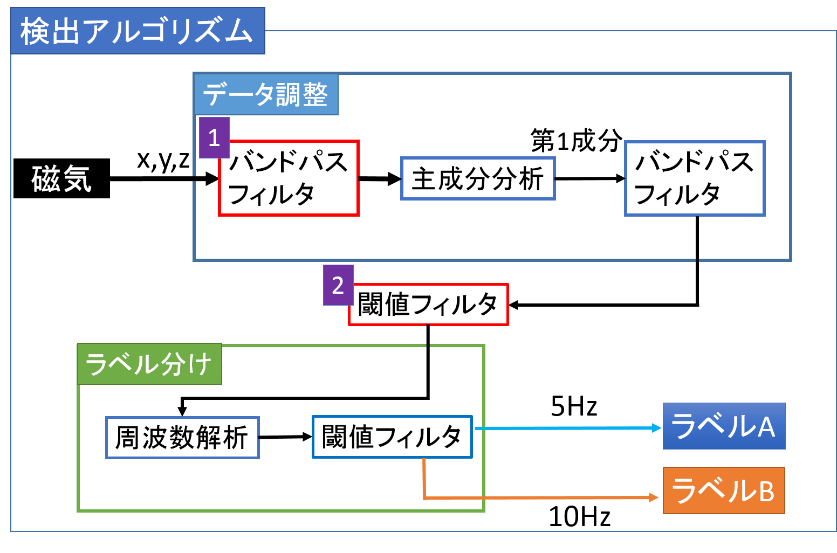 検出アルゴリズム
データ調整
1
x,y,z
バンドパス
フィルタ
磁気
主成分分析
第1成分
バンドパス
フィルタ
2
閾値フィルタ
ラベル分け
周波数解析
閾値フィルタ
5Hz
ラベルA
10Hz
ラベルB